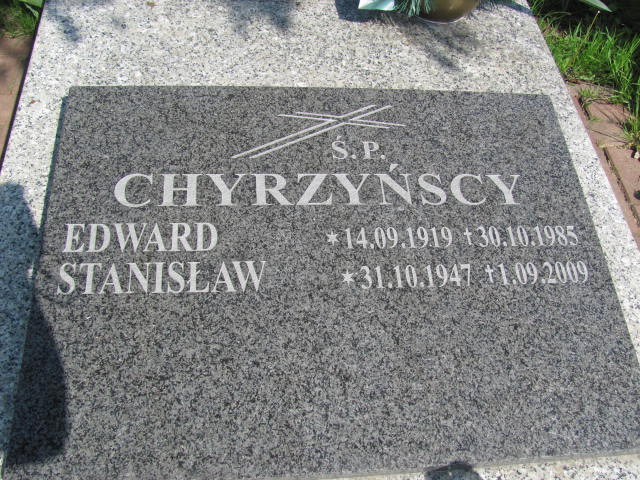 Ś.P.
CHYRZYŃSCY
EDWARD *14.09.1919 †30.10.1985
STANISŁAW *31.10.1947 †1.09.2009